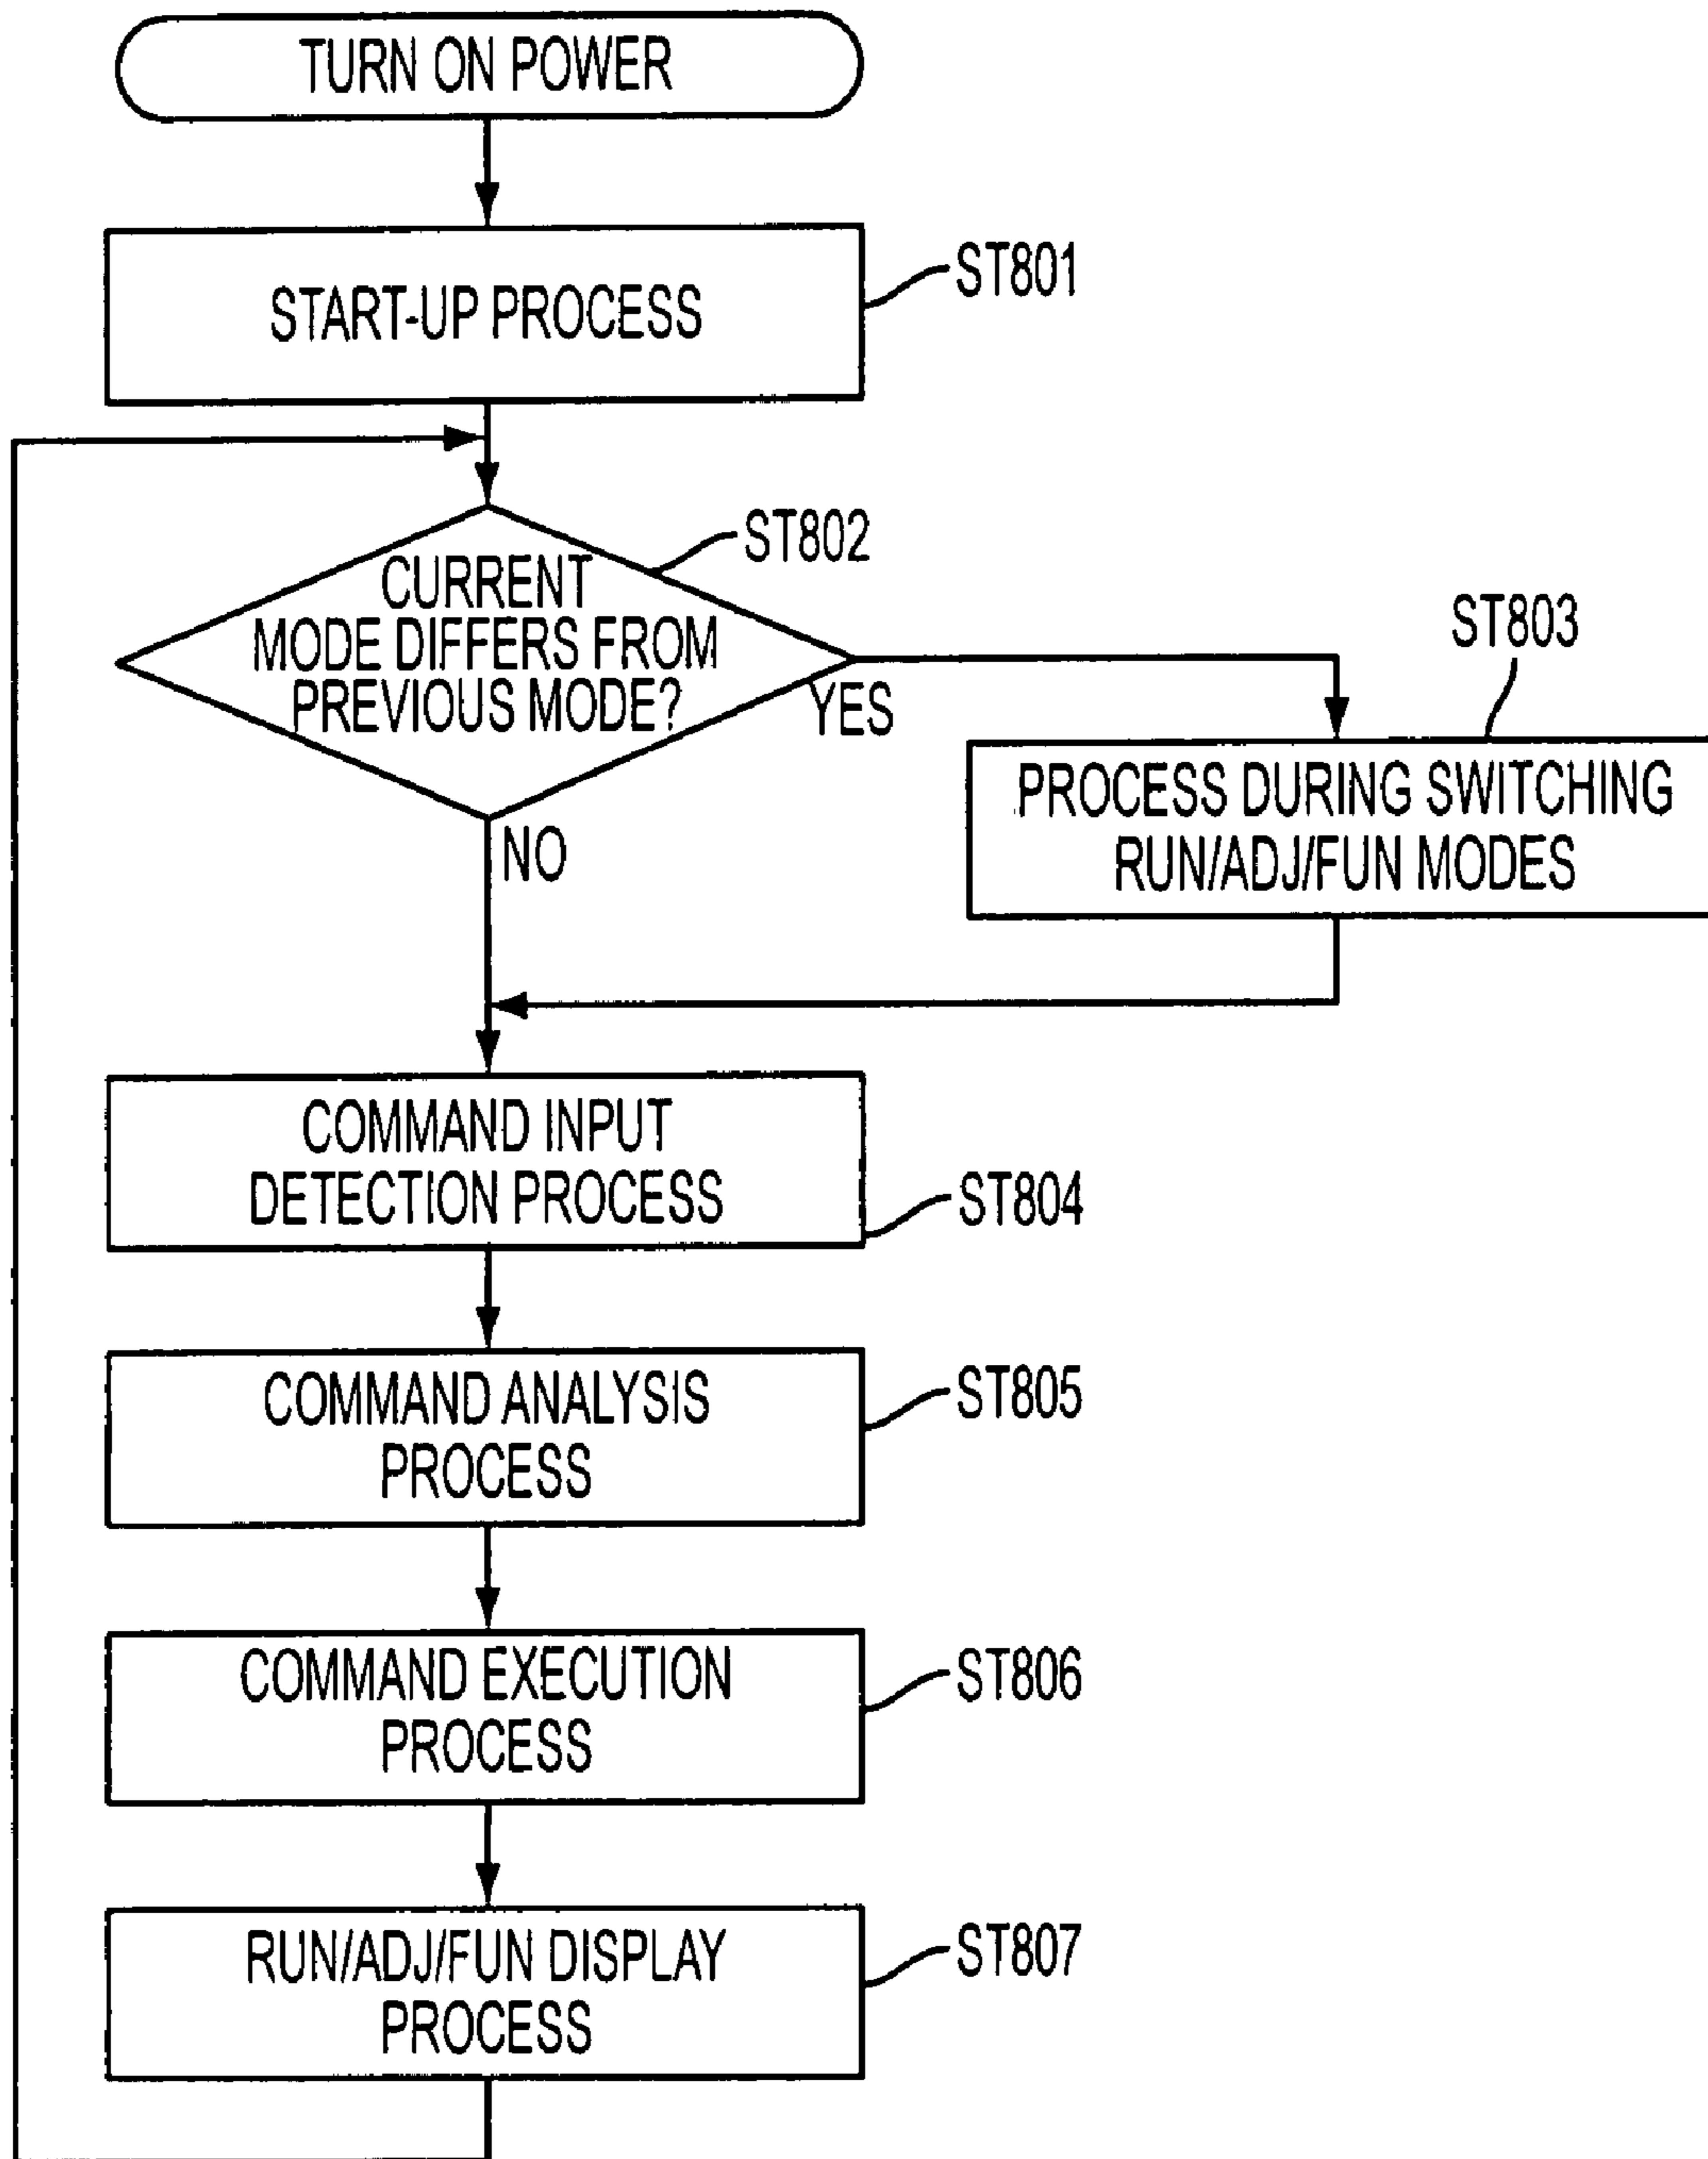 TURN ON POWER
START-UP PROCESS
ST801
CURRENT
MODE DIFFERS FROM
PREVIOUS MODE?
ST802
YES
NO
ST803
PROCESS DURING SWITCHING
RUN/ADJ/FUN MODES
COMMAND INPUT
DETECTION PROCESS
ST804
COMMAND ANALYSIS
PROCESS
ST805
COMMAND EXECUTION
PROCESS
ST806
RUN/ADJ/FUN DISPLAY
PROCESS
ST807